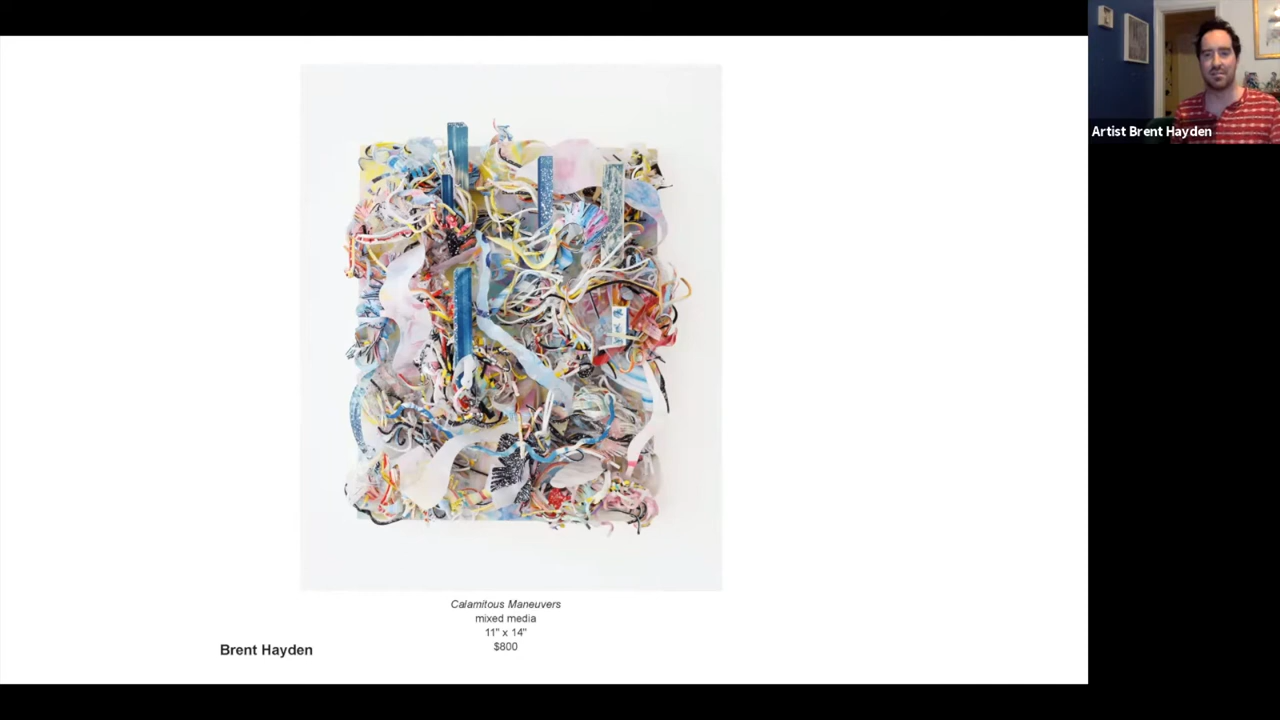 Artist Brent Hayden
Calamitous Maneuvers
mixed media
11" x 14"
$800
Brent Hayden